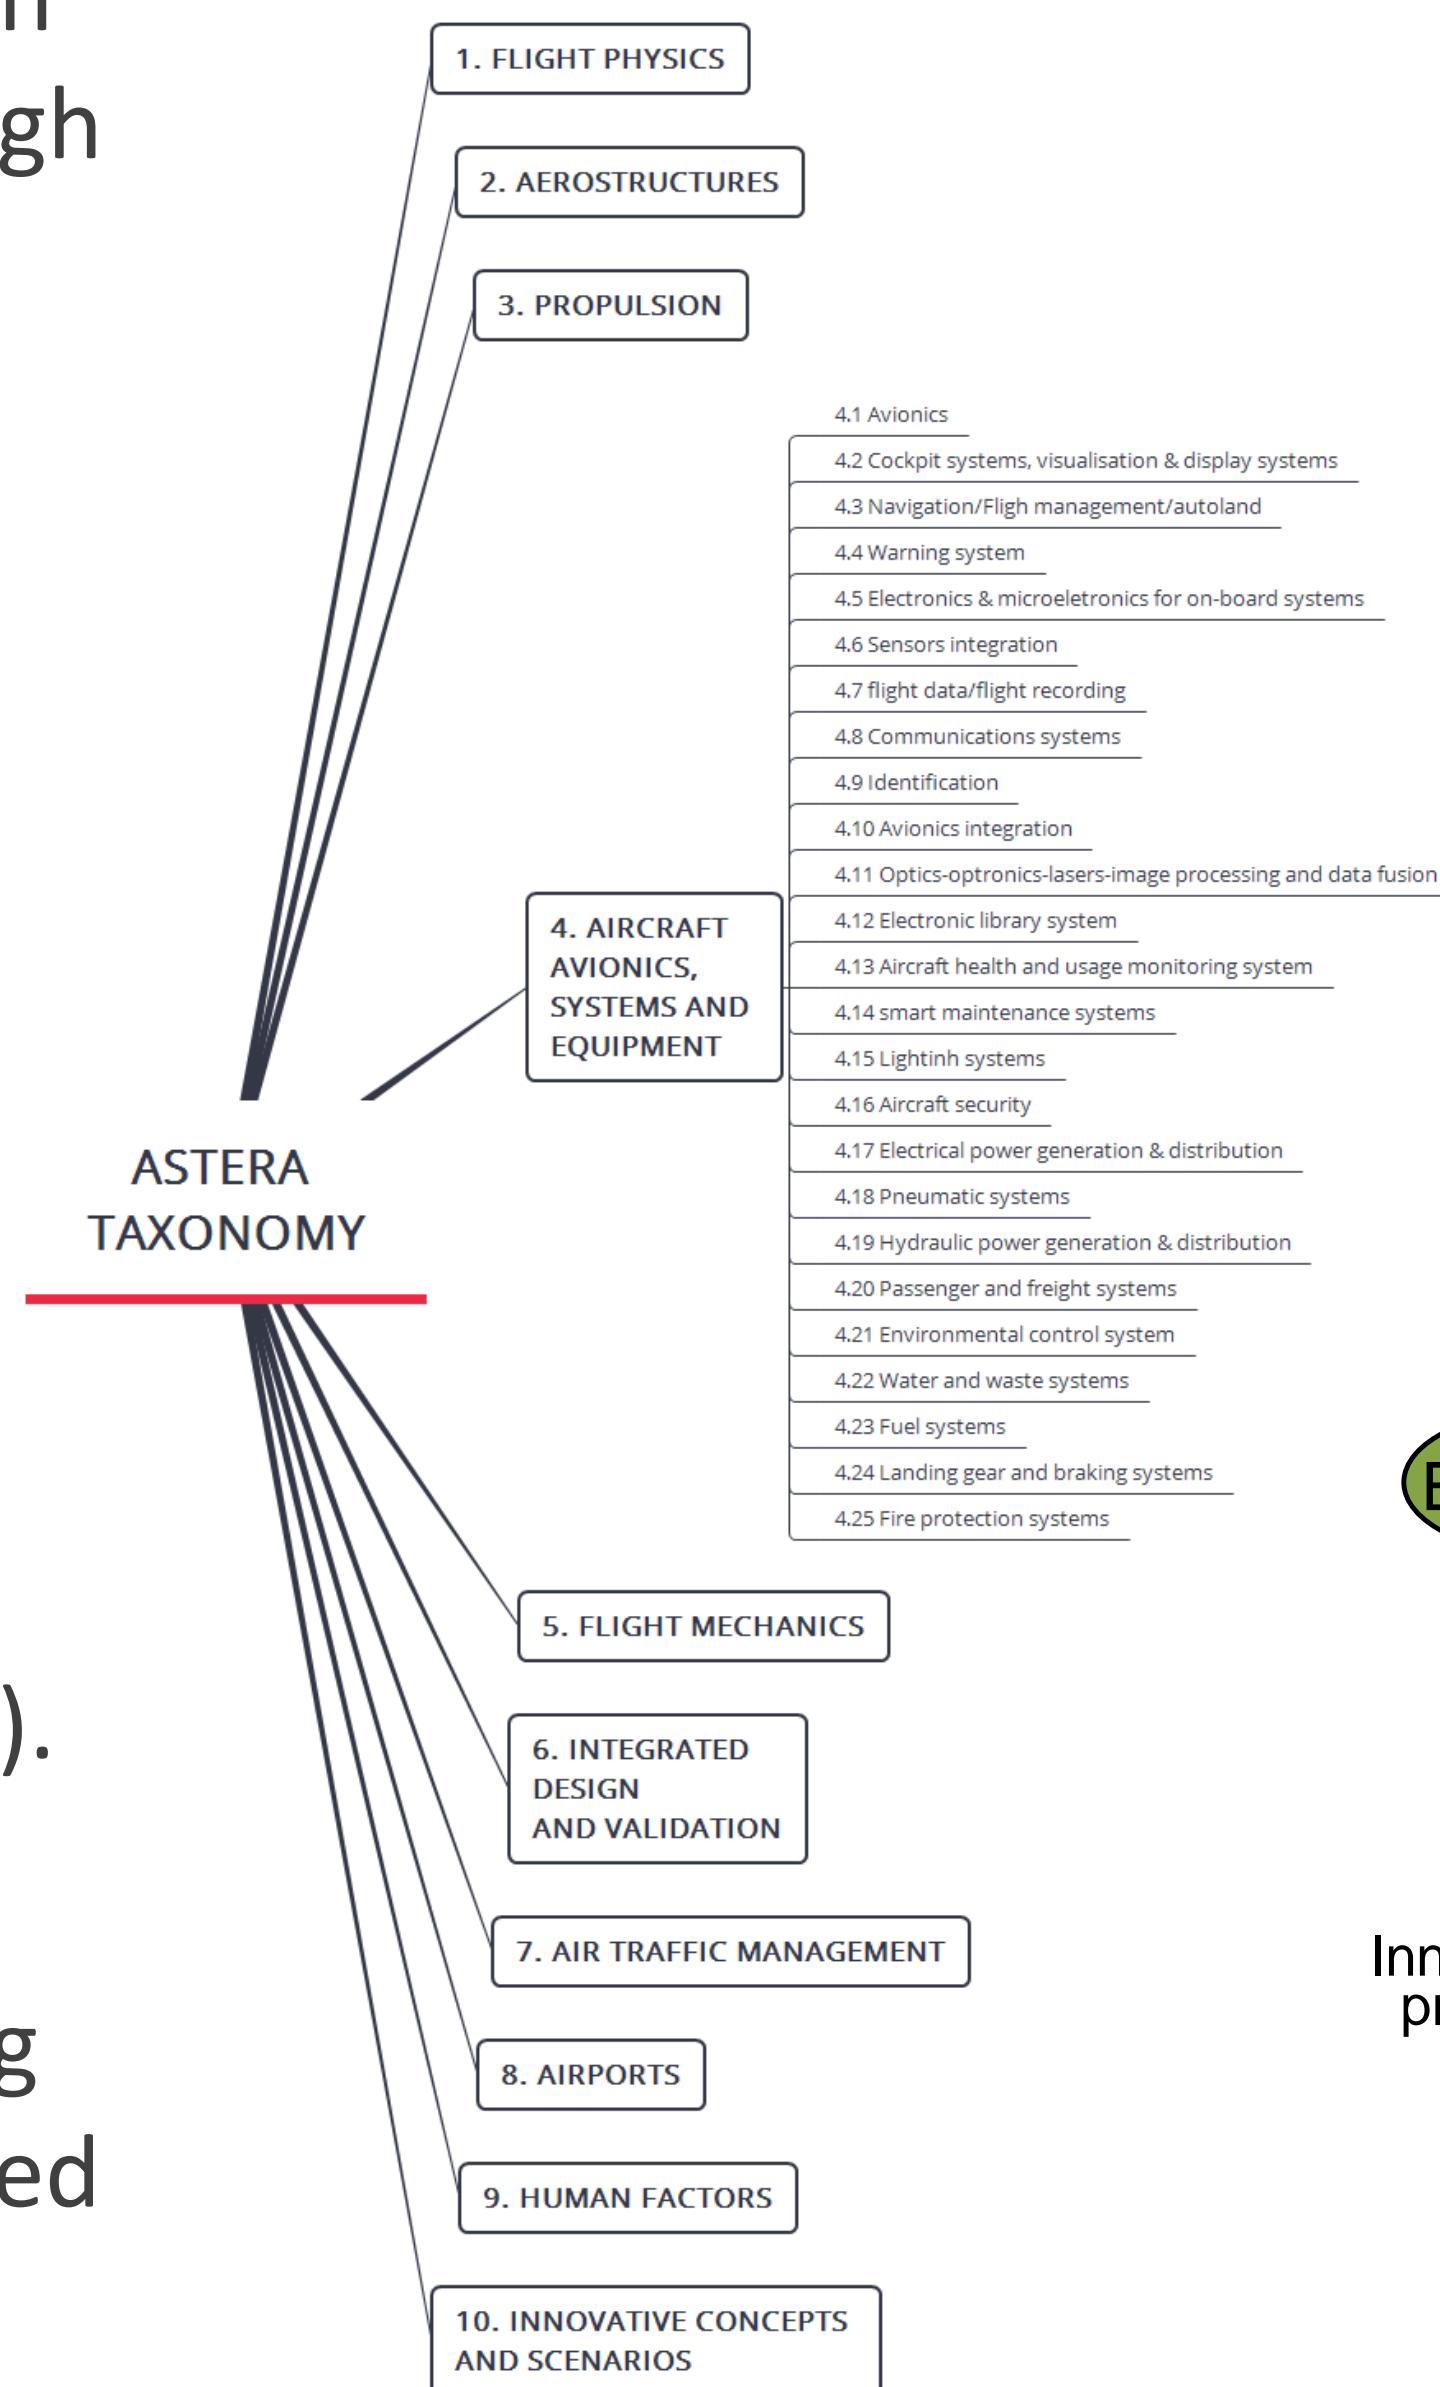 gh
1. FLIGHT PHYSICS
2. AEROSTRUCTURES
3. PROPULSION
4.1 Avionics
4.2 Cockpit systems, visualisation & display systems
4.3 Navigation/Fligh management/autoland
4.4 Warning system
4.5 Electronics & microeletronics for on-board systems
4.6 Sensors integration
4.7 flight data/flight recording
4.8 Communications systems
4.9 Identification
4.10 Avionics integration
4.11 Optics-optronics-lasers-image processing and data fusion
4.12 Electronic library system
4.13 Aircraft health and usage monitoring system
4.14 smart maintenance systems
4.15 Lightinh systems
4.16 Aircraft security
4.17 Electrical power generation & distribution
4.18 Pneumatic systems
4.19 Hydraulic power generation & distribution
4.20 Passenger and freight systems
4.21 Environmental control system
4.22 Water and waste systems
4.23 Fuel systems
4.24 Landing gear and braking systems
4.25 Fire protection systems
4. AIRCRAFT
AVIONICS,
SYSTEMS AND
EQUIPMENT
ASTERA
TAXONOMY
5. FLIGHT MECHANICS
6. INTEGRATED
DESIGN
AND VALIDATION
7. AIR TRAFFIC MANAGEMENT
8. AIRPORTS
9. HUMAN FACTORS
10. INNOVATIVE CONCEPTS
AND SCENARIOS
).
g
ed
Inn
pr